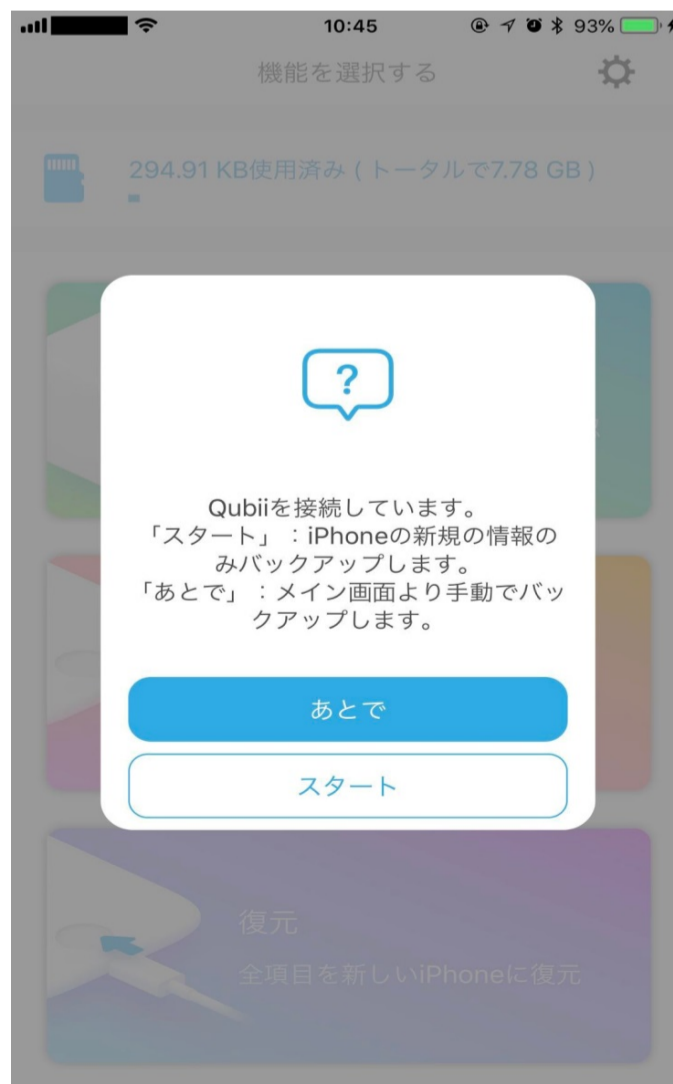 10:45
93%
機能を選択する
294.91 KB使用済み ( トータルで7.78 GB )
?
Qubiiを接続しています。
「スタート」：iPhoneの新規の情報の
みバックアップします。
「あとで」：メイン画面より手動でバッ
クアップします。
あとで
スタート
復元
全項目を新しいiPhoneに復元